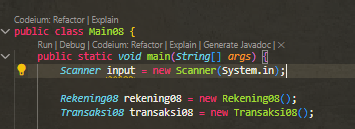 Codeium: Refactor | Explain
public class Main08 {
Run | Debug | Codeium: Refactor | Explain | Generate Javadoc | ×
public static void main(string[] args) {
Scanner input = new Scanner(System.in);
Rekening08 rekening08 = new Rekening08();
Transaksi08 transaksi08 = new Transaksi08();